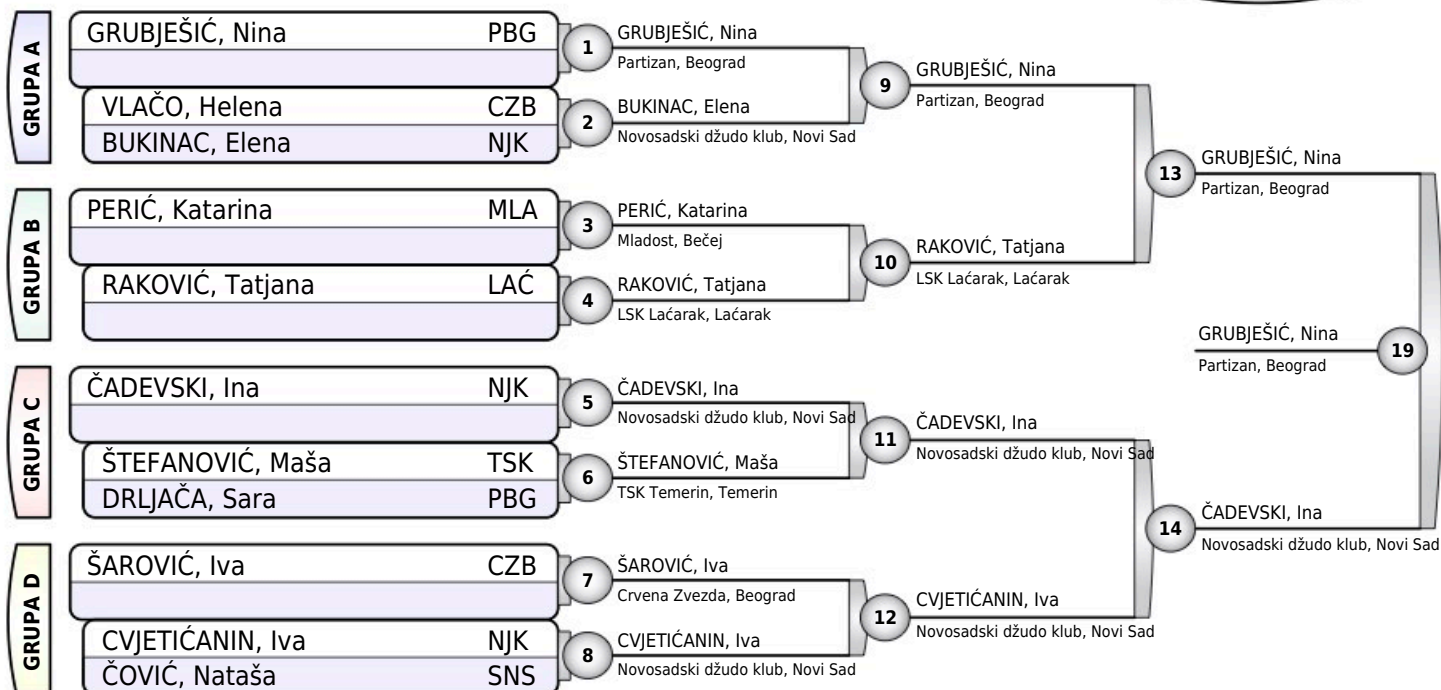 GRUPA A
GRUBJEŠIĆ, Nina PBG
VLAČO, Helena CZB
BUKINAC, Elena NJK
1
GRUBJEŠIĆ, Nina
Partizan, Beograd
2
BUKINAC, Elena
Novosadski džudo klub, Novi Sad
9
GRUBJEŠIĆ, Nina
Partizan, Beograd
GRUPA B
PERIĆ, Katarina MLA
RAKOVIĆ, Tatjana LAĆ
3
PERIĆ, Katarina
Mladost, Bečej
4
RAKOVIĆ, Tatjana
LSK Laćarak, Laćarak
10
RAKOVIĆ, Tatjana
LSK Laćarak, Laćarak
13
GRUBJEŠIĆ, Nina
Partizan, Beograd
GRUPA C
ČADEVSKI, Ina NJK
ŠTEFANOVIĆ, Maša TSK
DRLJAČA, Sara PBG
5
ČADEVSKI, Ina
Novosadski džudo klub, Novi Sad
6
ŠTEFANOVIĆ, Maša
TSK Temerin, Temerin
11
ČADEVSKI, Ina
Novosadski džudo klub, Novi Sad
GRUPA D
ŠAROVIĆ, Iva CZB
CVJETIĆANIN, Iva NJK
ČOVIĆ, Nataša SNS
7
ŠAROVIĆ, Iva
Crvena Zvezda, Beograd
8
CVJETIĆANIN, Iva
Novosadski džudo klub, Novi Sad
12
CVJETIĆANIN, Iva
Novosadski džudo klub, Novi Sad
14
ČADEVSKI, Ina
Novosadski džudo klub, Novi Sad
GRUBJEŠIĆ, Nina
Partizan, Beograd
19